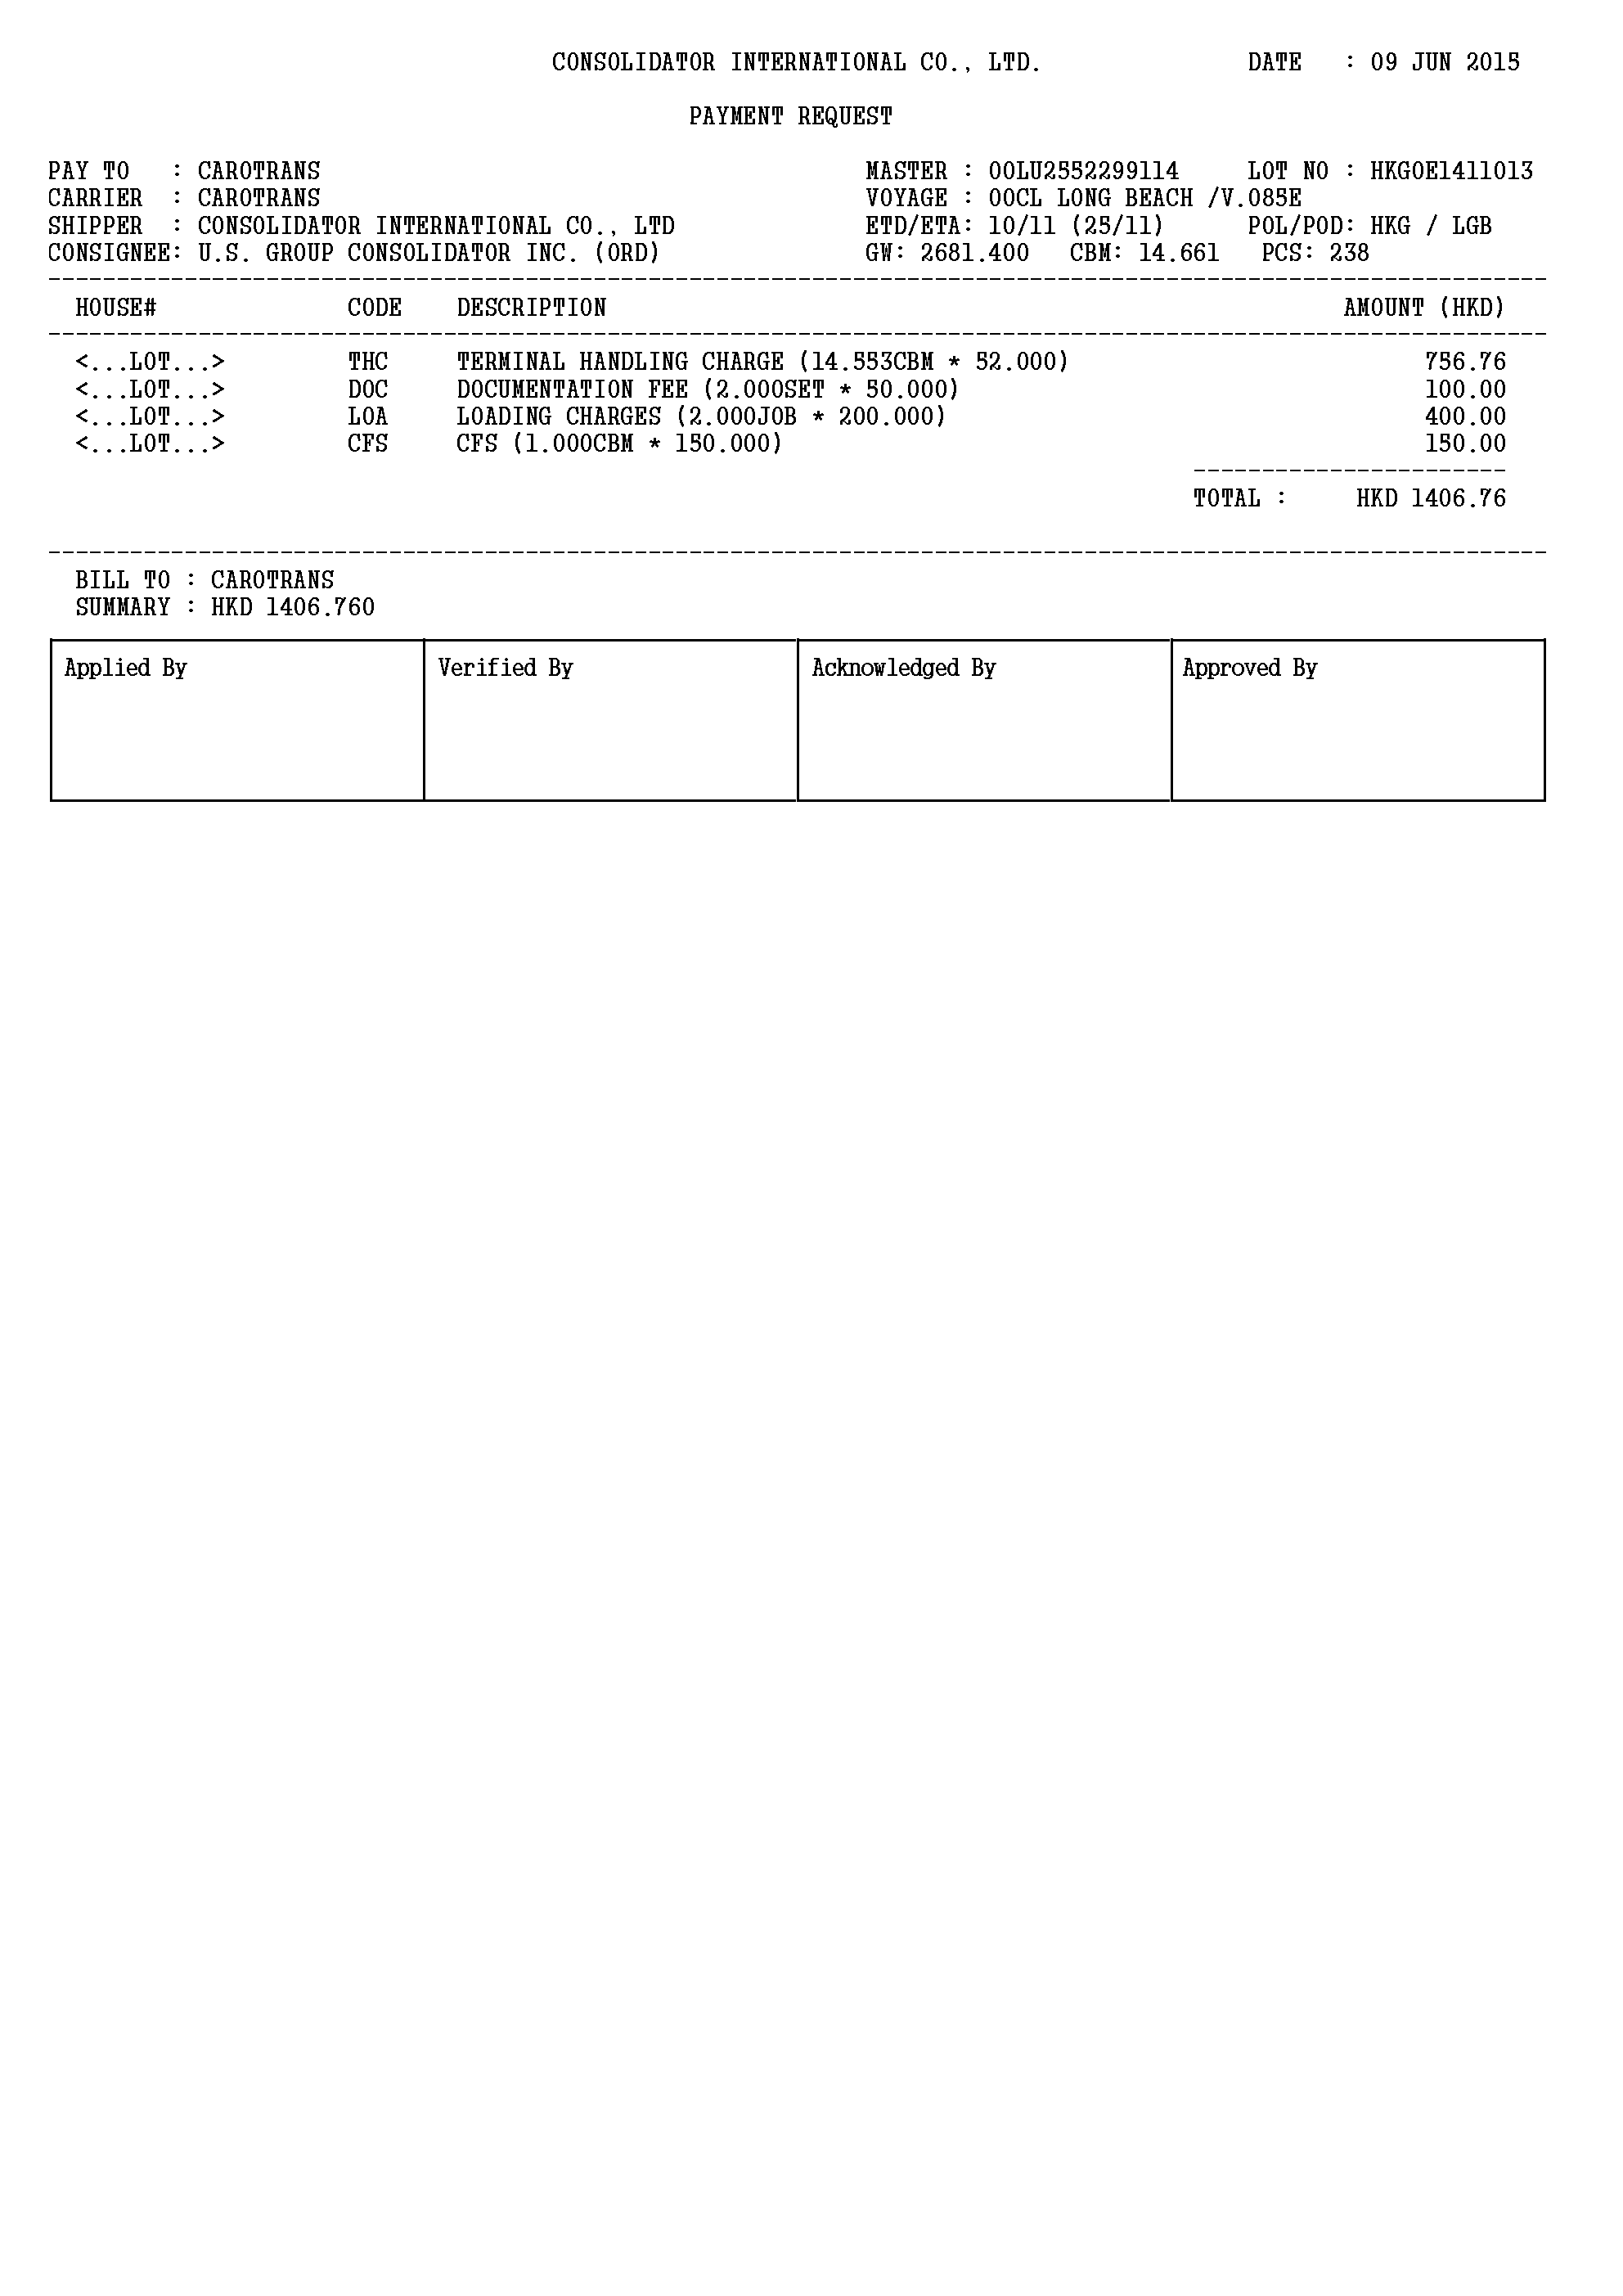 CONSOLIDATOR INTERNATIONAL CO., LTD. DATE : 09 JUN 2015
PAYMENT REQUEST
PAY TO : CAROTRANS MASTER : OOLU2552299114 LOT NO : HKGOE1411013
CARRIER : CAROTRANS VOYAGE : OOCL LONG BEACH /V.085E
SHIPPER : CONSOLIDATOR INTERNATIONAL CO., LTD ETD/ETA: 10/11 (25/11) POL/POD: HKG / LGB
CONSIGNEE: U.S. GROUP CONSOLIDATOR INC. (ORD) GW: 2681.400 CBM: 14.661 PCS: 238
HOUSE# CODE DESCRIPTION AMOUNT (HKD)
<...LOT...> THC TERMINAL HANDLING CHARGE (14.553CBM * 52.000) 756.76
<...LOT...> DOC DOCUMENTATION FEE (2.000SET * 50.000) 100.00
<...LOT...> LOA LOADING CHARGES (2.000JOB * 200.000) 400.00
<...LOT...> CFS CFS (1.000CBM * 150.000) 150.00
TOTAL : HKD 1406.76
BILL TO : CAROTRANS
SUMMARY : HKD 1406.760
Applied By Verified By Acknowledged By Approved By